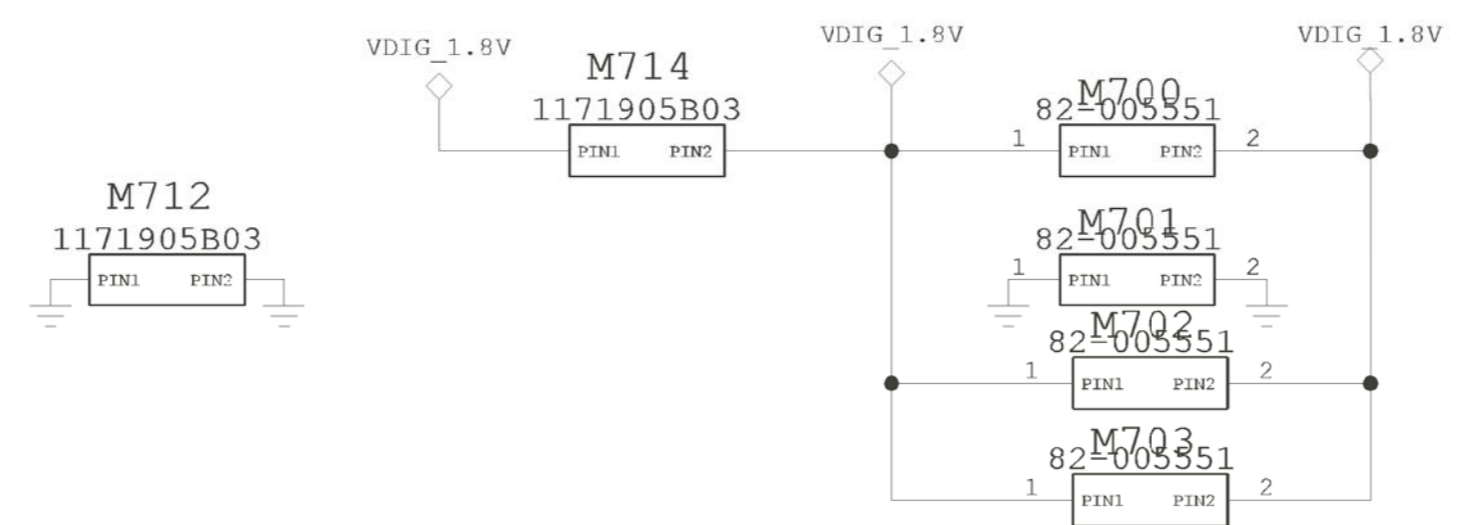 VDIG_1.8V
M714
1171905B03
PIN1 PIN2
VDIG_1.8V
VDIG_1.8V
M700
82-005551
1 PIN1 PIN2 2
M712
1171905B03
PIN1 PIN2
M701
82-005551
1 PIN1 PIN2 2
M702
82-005551
1 PIN1 PIN2 2
M703
82-005551
1 PIN1 PIN2 2